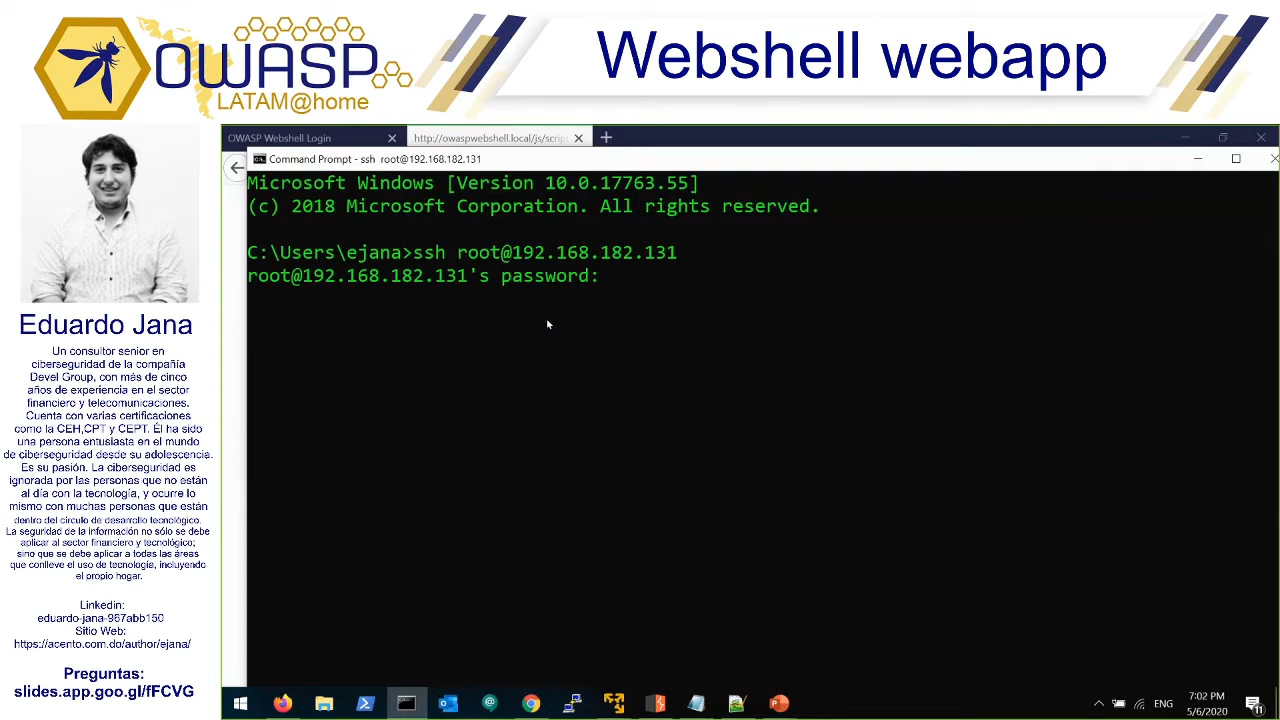 OWASP
LATAM@home
Webshell webapp
OWASP Webshell Login
http://owaspwebshell.local/js/script
Command Prompt - ssh root@192.168.182.131
Microsoft Windows [Version 10.0.17763.55]
(c) 2018 Microsoft Corporation. All rights reserved.
C:\Users\ejana>ssh root@192.168.182.131
root@192.168.182.131's password:
Eduardo Jana
Un consultor senior en
ciberseguridad de la compañía
Devel Group, con más de cinco
años de experiencia en el sector
financiero y telecomunicaciones.
Cuenta con varias certificaciones
como la CEH,CPT y CEPT. Él ha sido
una persona entusiasta en el mundo
de ciberseguridad desde su adolescencia.
Es su pasión. La ciberseguridad es
ignorada por las personas que no están
al día con la tecnología, y ocurre lo
mismo con muchas personas que están
dentro del circulo de desarrollo tecnológico.
La seguridad de la información no sólo se debe
aplicar al sector financiero y tecnológico;
sino que se debe aplicar a todas las áreas
que conlleve el uso de tecnología, incluyendo
el propio hogar.
Linkedin:
eduardo-jana-967abb150
Sitio Web:
https://acento.com.do/author/ejana/
Preguntas:
slides.app.goo.gl/fFCVG
ENG
7:02 PM
5/6/2020
11